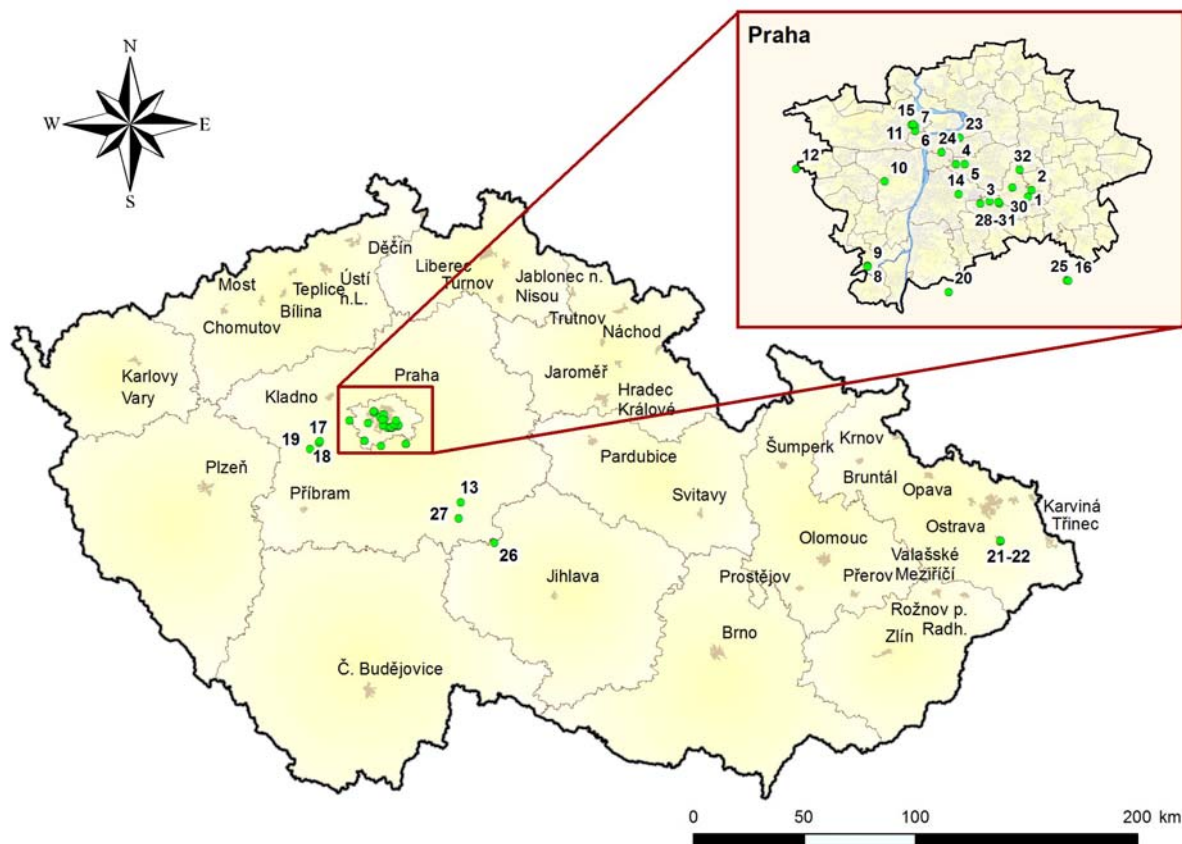 N
W E
S
Praha
15 7 23
11 6 24 4 32
12 10 14 5 3 2
30 1
28-31
9
8
20
25 16
Děčín
Liberec
Turnov
Jablonec n.
Nisou
Most
Teplice
Ústí
n.L.
Bílina
Chomutov
Trutnov
Náchod
Karlovy
Vary
Kladno
Praha
Jaroměř
Hradec
Králové
19 17
18
Plzeň
Příbram
13
27
26
Pardubice
Svitavy
Šumperk
Krnov
Bruntál
Opava
Ostrava
Karviná
Třinec
21-22
Olomouc
Valašské
Meziříčí
Prostějov
Přerov
Rožnov p.
Radh.
Zlín
Jihlava
Brno
Č. Budějovice
0 50 100 200 km